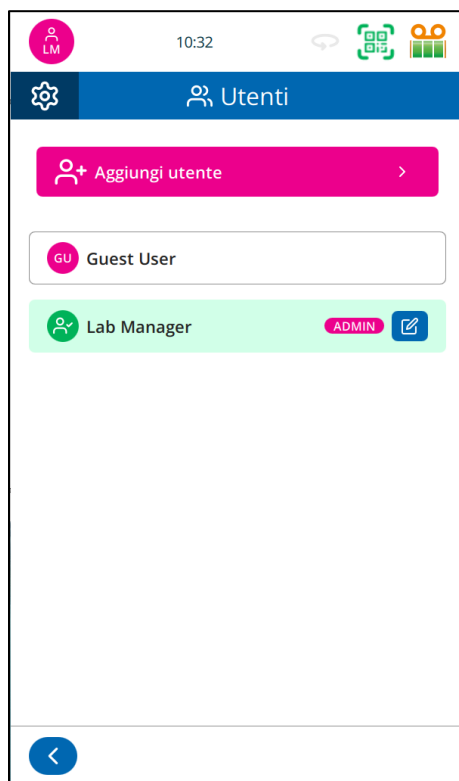 LM
10:32
Utenti
Aggiungi utente
GU Guest User
Lab Manager ADMIN